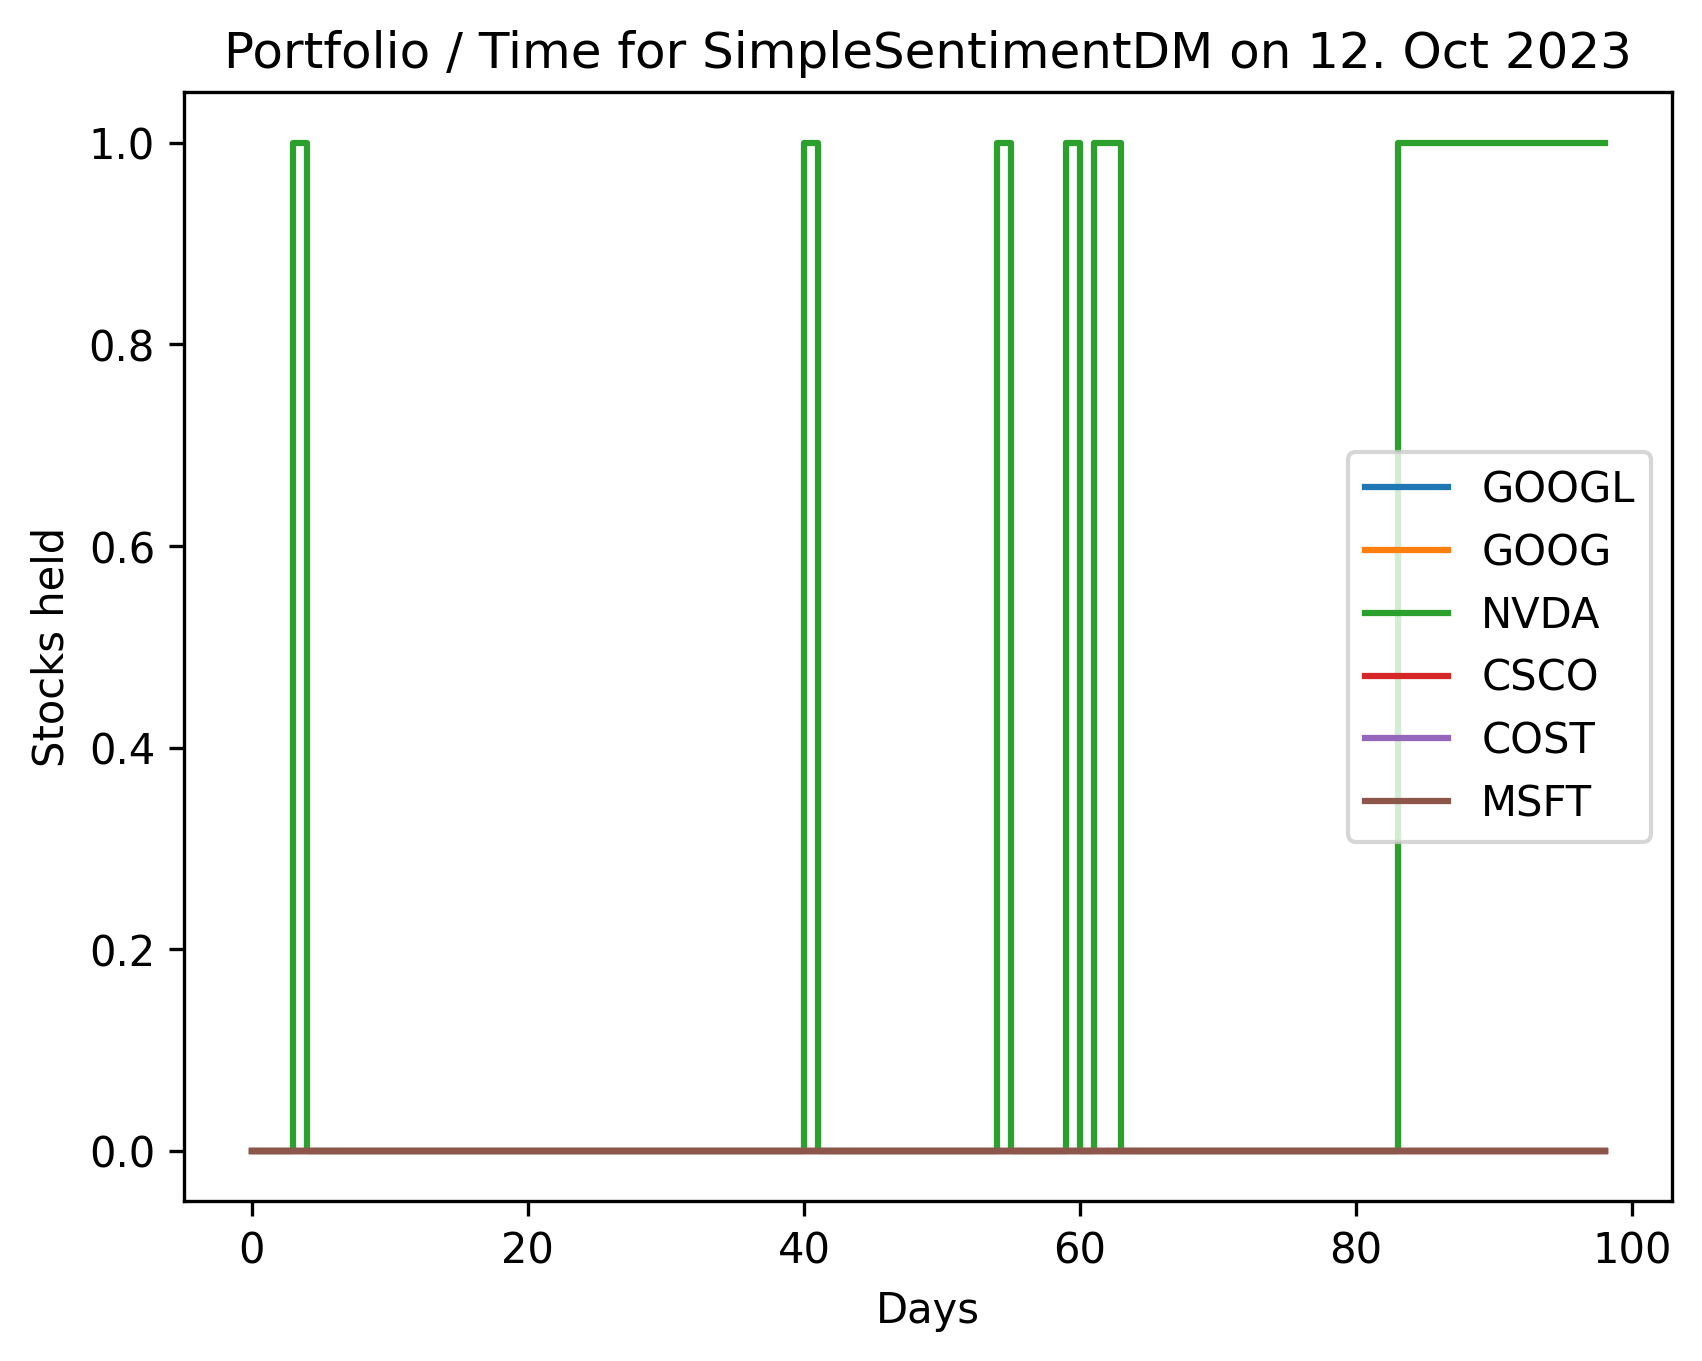 Portfolio / Time for SimpleSentimentDM on 12. Oct 2023
1.0
0.8
0.6
0.4
0.2
0.0
Stocks held
GOOGL
GOOG
NVDA
CSCO
COST
MSFT
0 20 40 60 80 100
Days